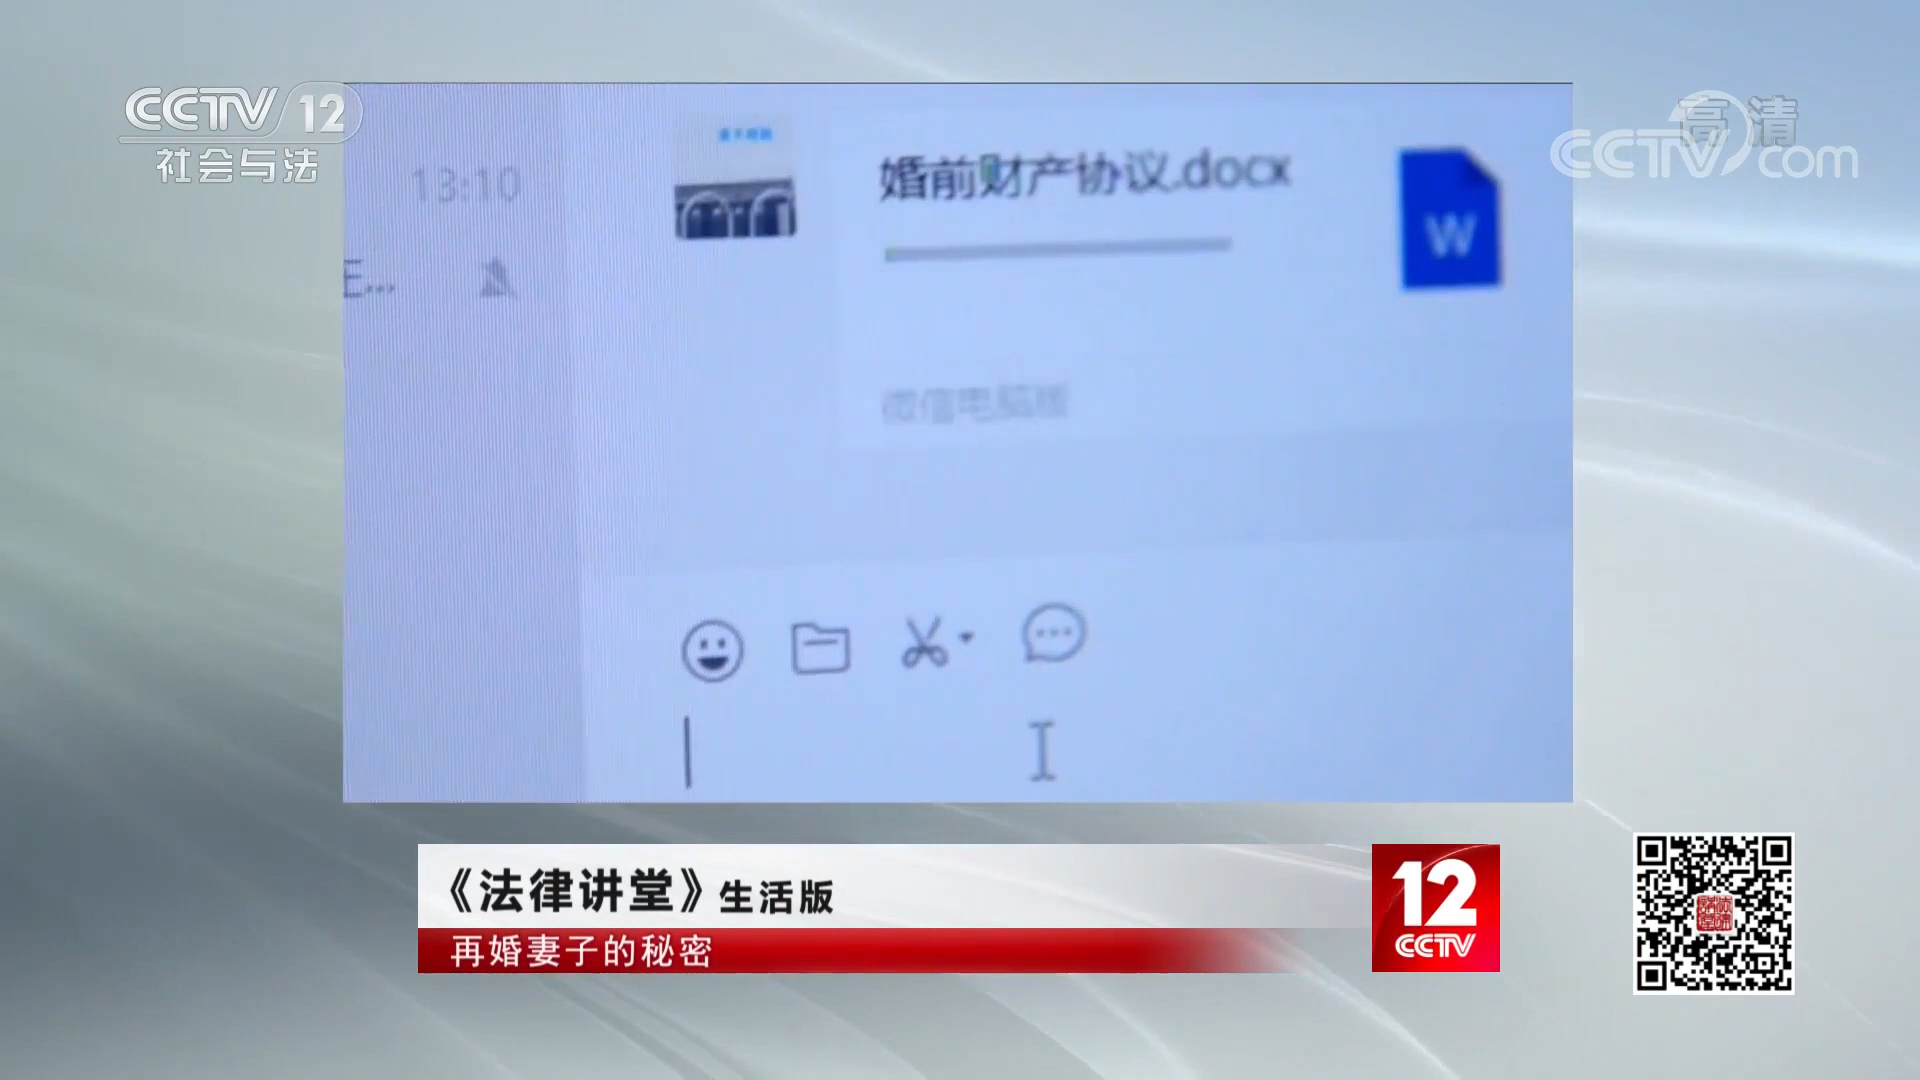 CCTV 12
社会与法
高清
CCTV.com
13:10
婚前财产协议.docx
W
微信电脑版
《法律讲堂》生活版
再婚妻子的秘密
12
CCTV